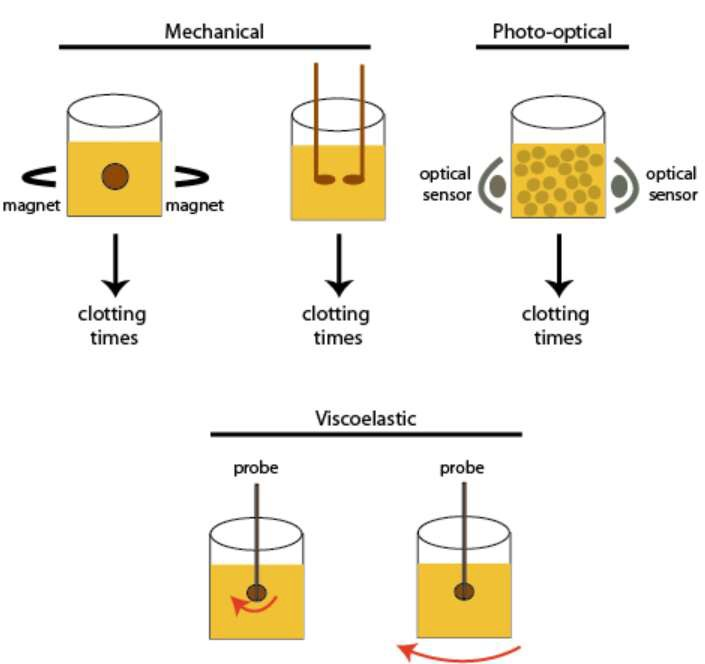 Mechanical
Photo-optical
magnet
magnet
optical
sensor
optical
sensor
clotting
times
clotting
times
clotting
times
Viscoelastic
probe
probe